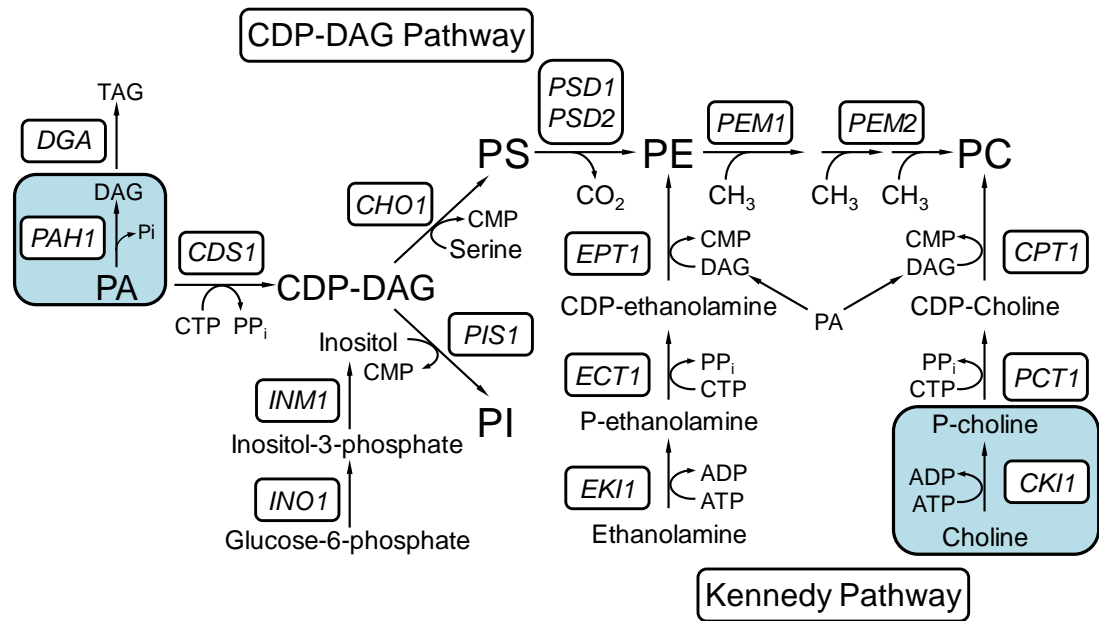 CDP-DAG Pathway
TAG
DGA
DAG
PAH1
Pi
PA
CDS1
CTP PPi
CDP-DAG
CHO1
CMP
Serine
PS
PSD1
PSD2
CO2
PE
PEM1
CH3
PEM2
CH3
CH3
PC
Inositol
CMP
PIS1
PI
INM1
Inositol-3-phosphate
INO1
Glucose-6-phosphate
EPT1
CMP
DAG
CDP-ethanolamine
ECT1
PPi
CTP
P-ethanolamine
EKI1
ADP
ATP
Ethanolamine
PA
CMP
DAG
CPT1
CDP-Choline
PPi
CTP
PCT1
P-choline
ADP
ATP
CKI1
Choline
Kennedy Pathway